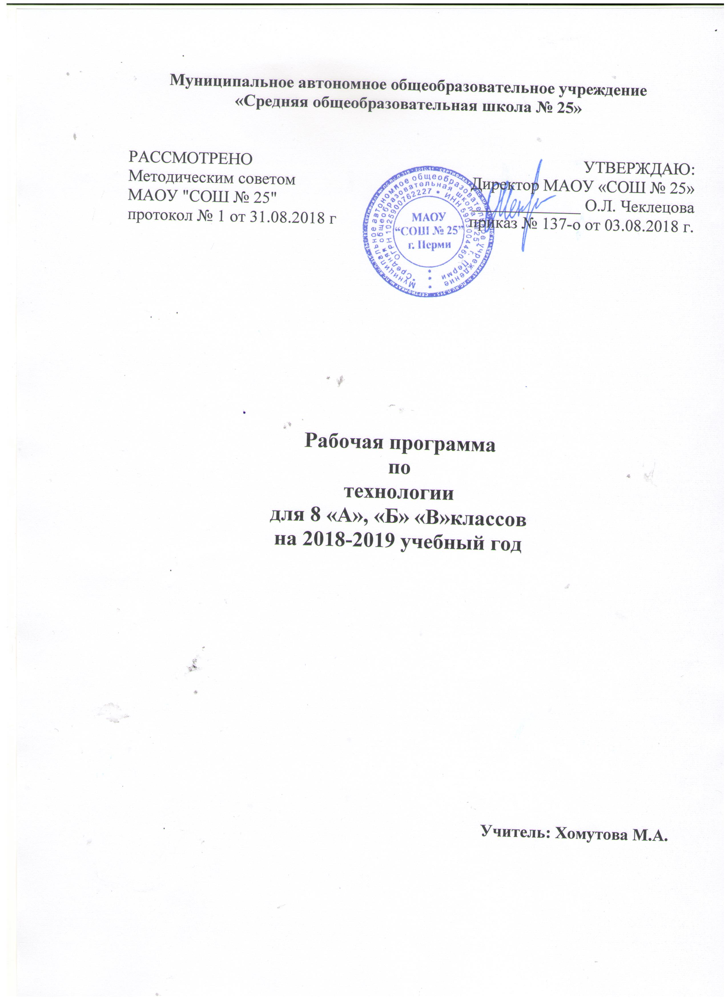 Муниципальное автономное общеобразовательное учреждение
«Средняя общеобразовательная школа № 25»
РАССМОТРЕНО
Методическим советом
МАОУ "СОШ № 25"
протокол № 1 от 31.08.2018 г
УТВЕРЖДАЮ:
Директор МАОУ «СОШ № 25»
О.Л. Чеклецова
приказ № 137-о от 03.08.2018 г.
Муниципальное автономное общеобразовательное учреждение
"Средняя общеобразовательная школа № 25" г. Перми
ОГРН 1025900762227 * ИНН 5903004460
МАОУ
“СОШ № 25”
г. Перми
Рабочая программа
по
технологии
для 8 «А», «Б» «В»классов
на 2018-2019 учебный год
Учитель: Хомутова М.А.